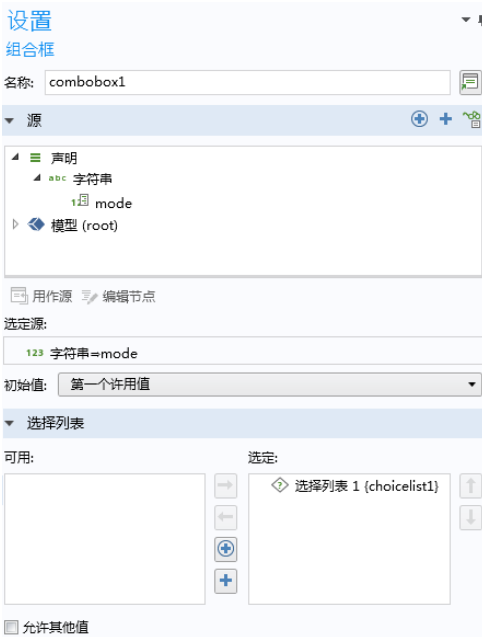 设置
组合框
名称: combobox1
源
声明
abc 字符串
mode
模型 (root)
用作源 编辑节点
选定源:
123 字符串=mode
初始值: 第一个许用值
选择列表
可用: 选定:
选择列表 1 {choicelist1}
允许其他值